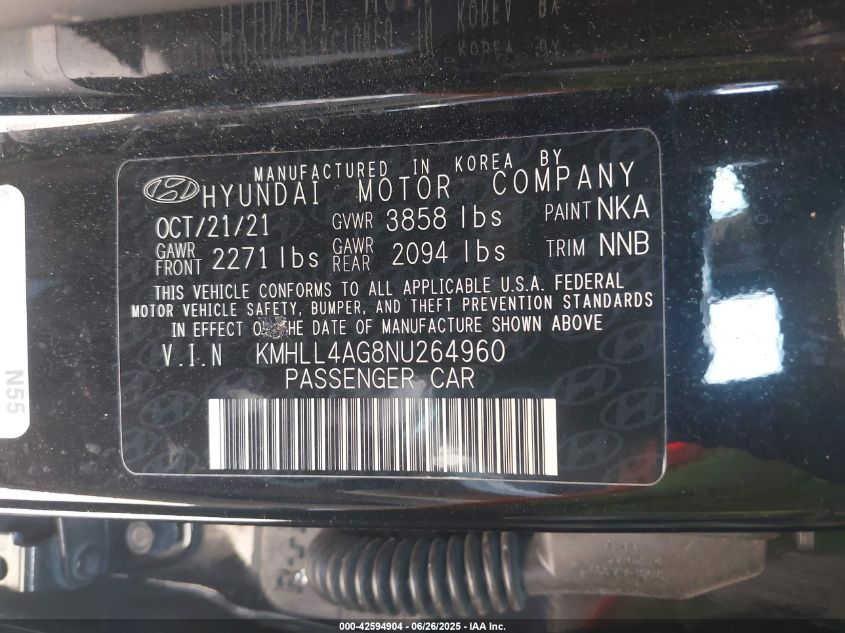 MANUFACTURED IN KOREA BY
HYUNDAI MOTOR COMPANY
OCT/21/21 GVWR 3858 lbs PAINT NKA
GAWR FRONT 2271 lbs GAWR REAR 2094 lbs TRIM NNB
THIS VEHICLE CONFORMS TO ALL APPLICABLE U.S.A. FEDERAL
MOTOR VEHICLE SAFETY, BUMPER, AND THEFT PREVENTION STANDARDS
IN EFFECT ON THE DATE OF MANUFACTURE SHOWN ABOVE
V.I.N KMHLL4AG8NU264960
PASSENGER CAR
N55
000-42594904 - 06/26/2025 - IAA Inc.